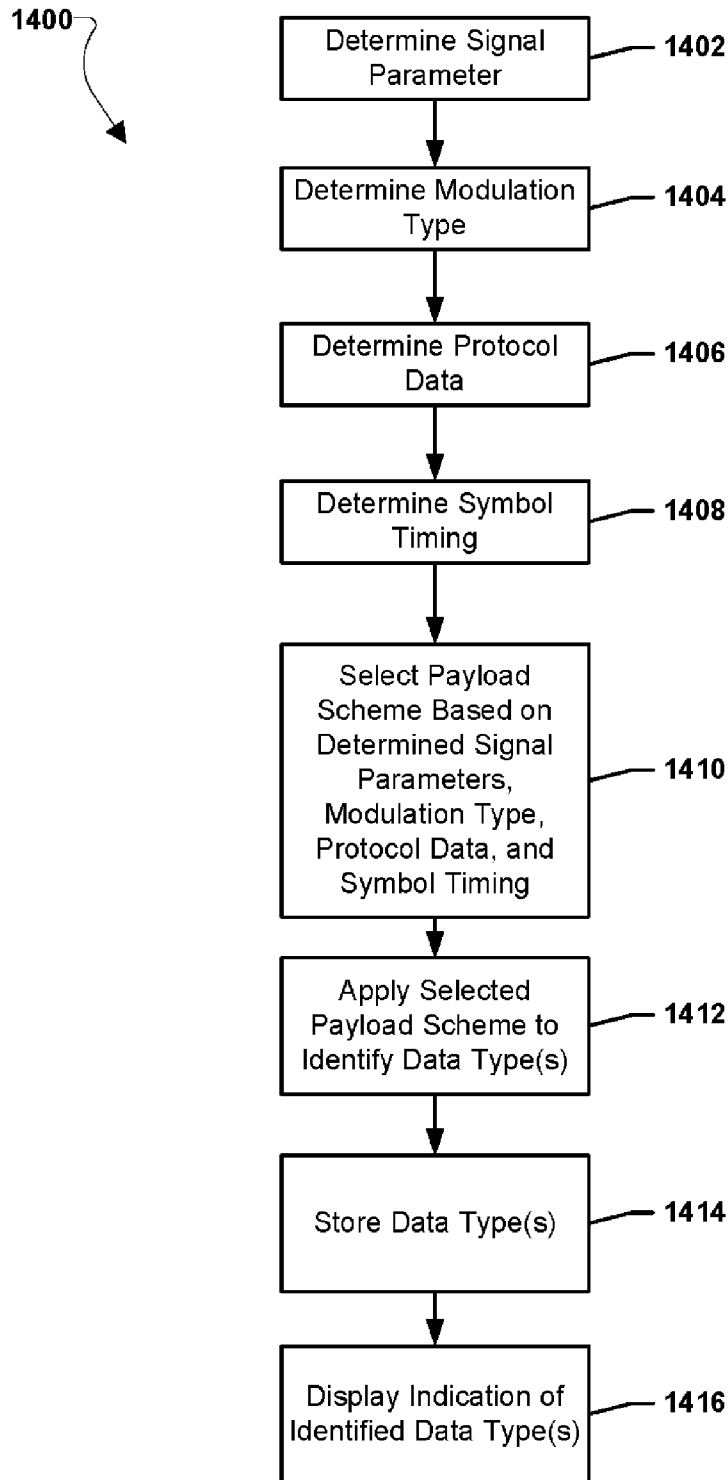 1400
Determine Signal
Parameter
1402
Determine Modulation
Type
1404
Determine Protocol
Data
1406
Determine Symbol
Timing
1408
Select Payload
Scheme Based on
Determined Signal
Parameters,
Modulation Type,
Protocol Data, and
Symbol Timing
1410
Apply Selected
Payload Scheme to
Identify Data Type(s)
1412
Store Data Type(s)
1414
Display Indication of
Identified Data Type(s)
1416